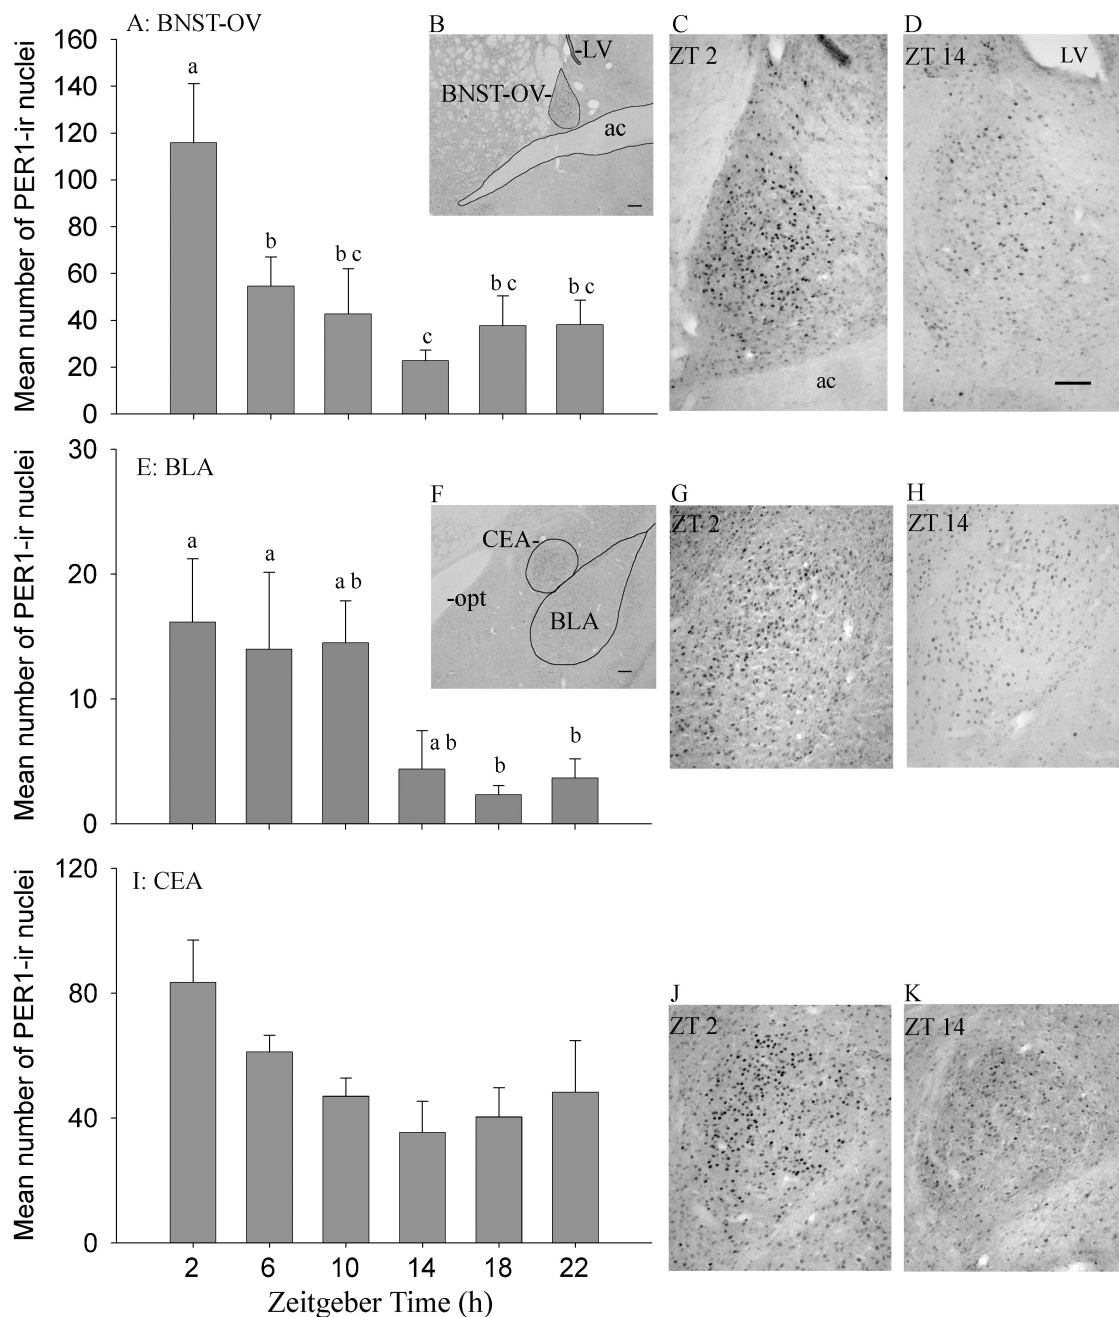 A: BNST-OV
Mean number of PER1-ir nuclei
160
140
120
100
80
60
40
20
0
a
b
b c
c
b c
b c
B
-LV
BNST-OV-
ac
C
ZT 2
ac
D
ZT 14
LV
E: BLA
Mean number of PER1-ir nuclei
30
20
10
0
a
a
a b
a b
b
b
F
CEA-
-opt
BLA
G
ZT 2
H
ZT 14
I: CEA
Mean number of PER1-ir nuclei
120
80
40
0
2 6 10 14 18 22
Zeitgeber Time (h)
J
ZT 2
K
ZT 14